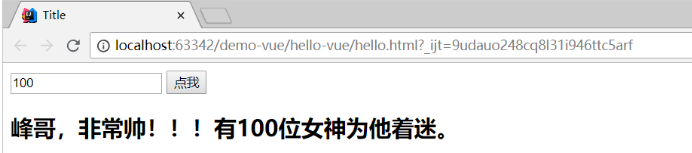 Title
localhost:63342/demo-vue/hello-vue/hello.html?_ijt=9udauo248cq8l31i946ttc5arf
100 点我
峰哥，非常帅！！！有100位女神为他着迷。